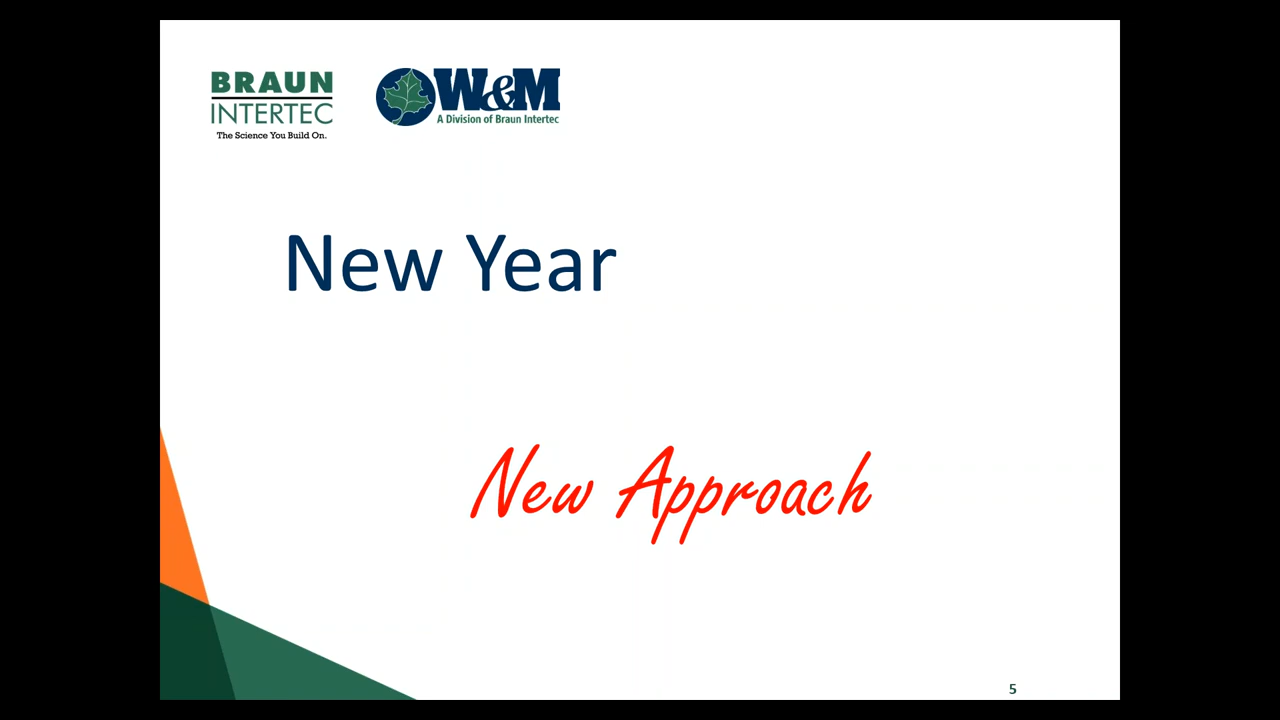 BRAUN
INTERTEC
The Science You Build On.
W&M
A Division of Braun Intertec
New Year
New Approach
5